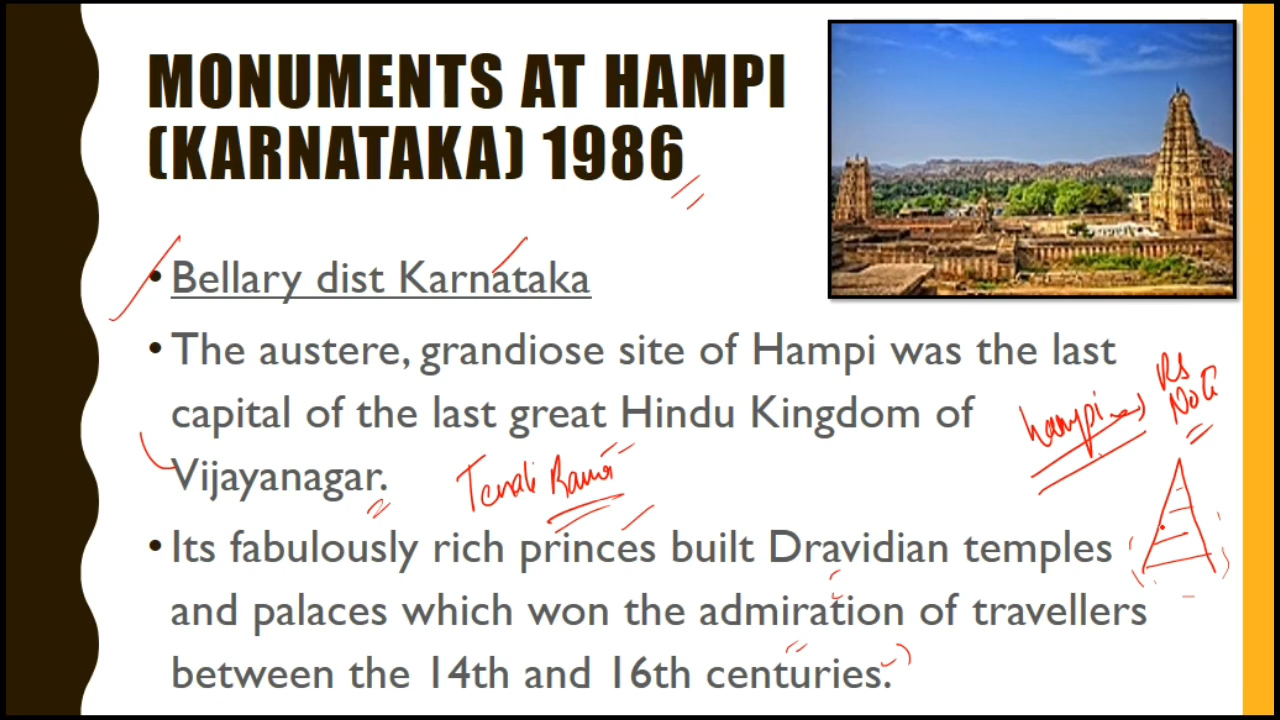 MONUMENTS AT HAMPI
(KARNATAKA) 1986
• Bellary dist Karnataka
• The austere, grandiose site of Hampi was the last
capital of the last great Hindu Kingdom of
Vijayanagar.
hampi → Rs
Note
Tenali Rama
• Its fabulously rich princes built Dravidian temples
and palaces which won the admiration of travellers
between the 14th and 16th centuries.